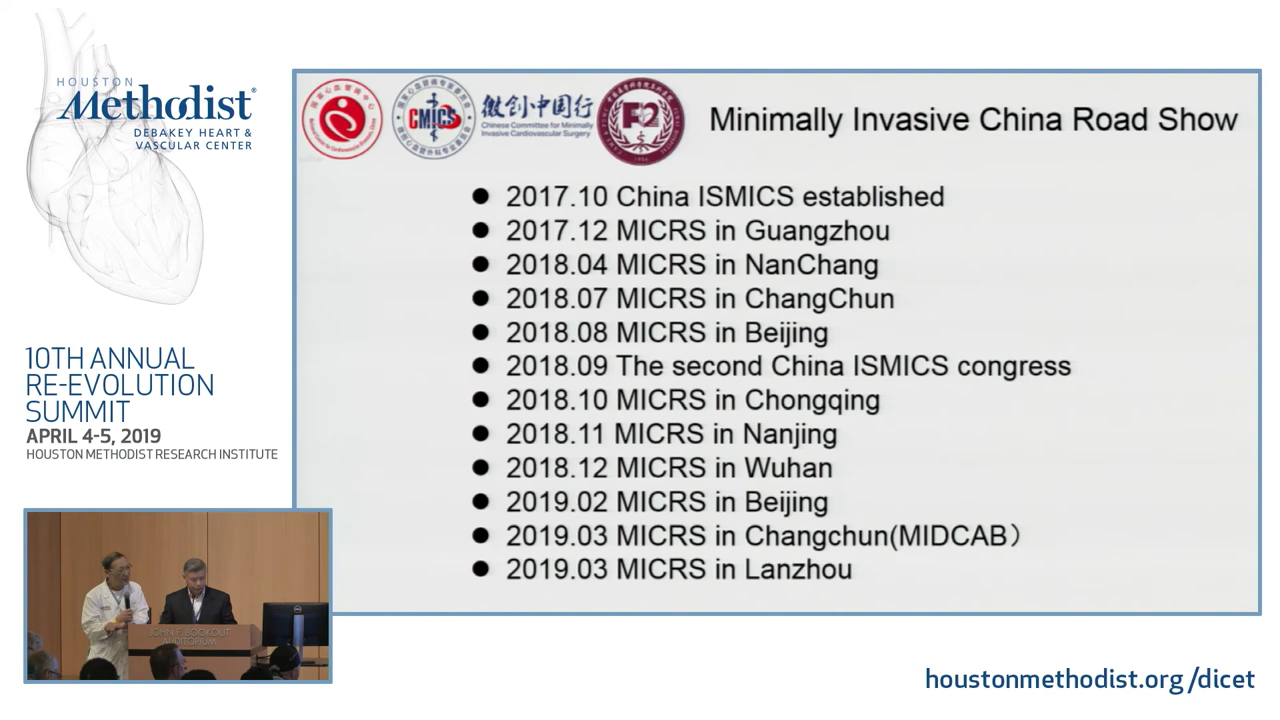 HOUSTON
Methodist®
DEBAKEY HEART &
VASCULAR CENTER
10TH ANNUAL
RE-EVOLUTION
SUMMIT
APRIL 4-5, 2019
HOUSTON METHODIST RESEARCH INSTITUTE
CMICS
微创中国行
Chinese Committee for Minimally
Invasive Cardiovascular Surgery
Minimally Invasive China Road Show
● 2017.10 China ISMICS established
● 2017.12 MICRS in Guangzhou
● 2018.04 MICRS in NanChang
● 2018.07 MICRS in ChangChun
● 2018.08 MICRS in Beijing
● 2018.09 The second China ISMICS congress
● 2018.10 MICRS in Chongqing
● 2018.11 MICRS in Nanjing
● 2018.12 MICRS in Wuhan
● 2019.02 MICRS in Beijing
● 2019.03 MICRS in Changchun(MIDCAB）
● 2019.03 MICRS in Lanzhou
JOHN F. BOOKOUT
AUDITORIUM
houstonmethodist.org/dicet